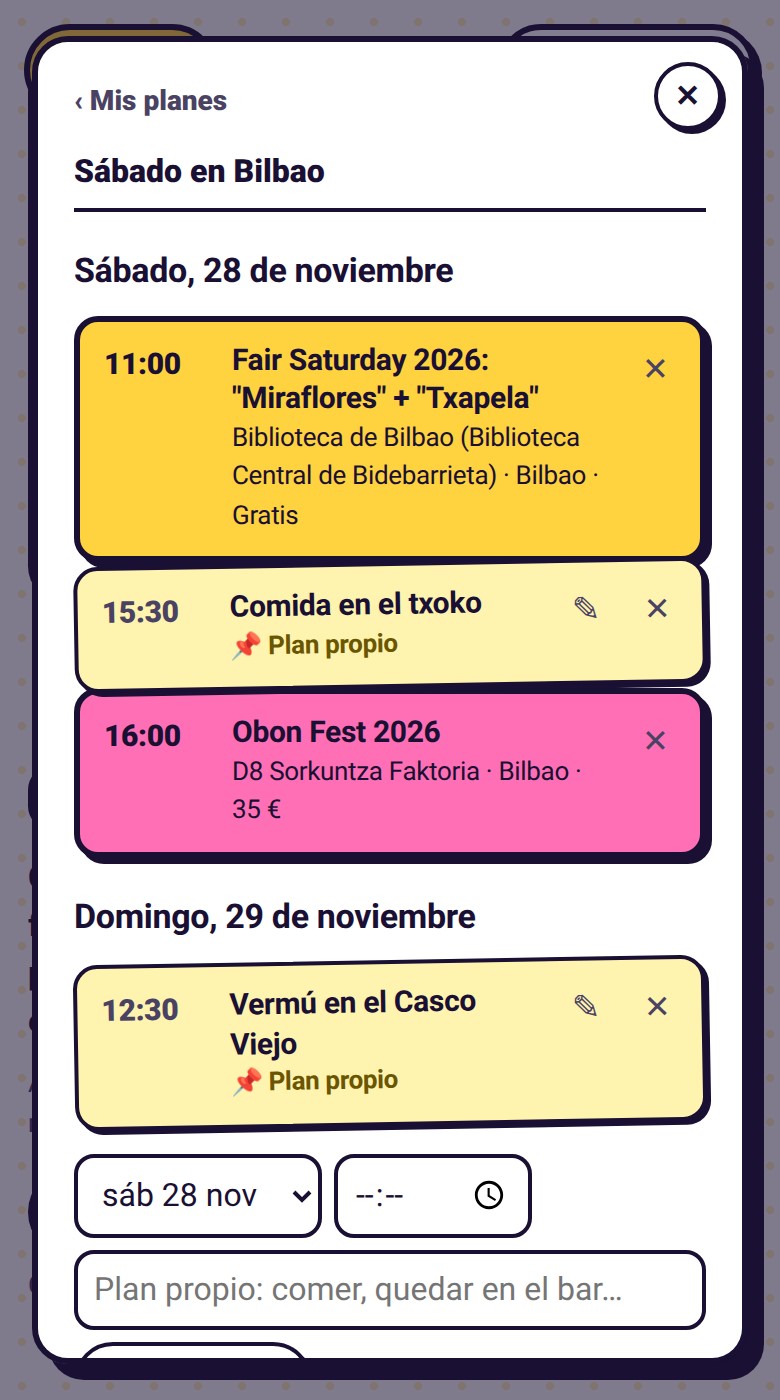 ‹ Mis planes
✕
Sábado en Bilbao
Sábado, 28 de noviembre
11:00
Fair Saturday 2026:
"Miraflores" + "Txapela"
Biblioteca de Bilbao (Biblioteca
Central de Bidebarrieta) · Bilbao ·
Gratis
✕
15:30
Comida en el txoko
📌 Plan propio
✎ ✕
16:00
Obon Fest 2026
D8 Sorkuntza Faktoria · Bilbao ·
35 €
✕
Domingo, 29 de noviembre
12:30
Vermú en el Casco
Viejo
📌 Plan propio
✎ ✕
sáb 28 nov
--:--
Plan propio: comer, quedar en el bar...